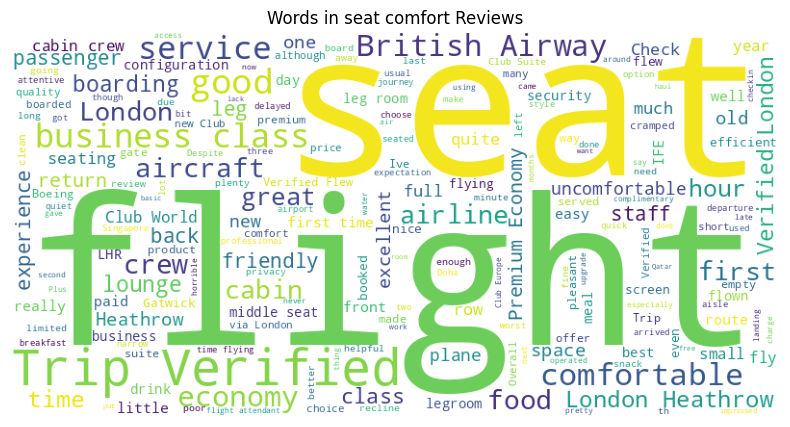 Words in seat comfort Reviews
seat
flight
British Airway
service
good
business class
London
aircraft
boarding
passenger
cabin crew
configuration
one
although
access
going
attentive
now
quality
boarded
though
due
bit
new Club
long
got
lack
delayed
premium
day
leg
leg room
last
away
board
usual
journey
choose
air
make
seated
Club Suite
many
using
came
style
around
option
haul
Check
flew
year
security
left
much
cramped
IFE
well
old
efficient
checkin
Verified London
seating
gate
Despite
three
price
Ive
expectation
quite
way
done
want
say
need
months
clean
return
review
lot
plenty
Verified Flew
flying
minute
full
served
uncomfortable
hour
complimentary
departure
late
Boeing
quiet
gave
basic
great
airport
water
first time
nice
airline
easy
staff
quick
short
used
experience
Club World
Singapore
new
comfort
excellent
Premium Economy
back
product
professional
friendly
privacy
room
booked
enough
Doha
Club Europe
pleasant
fine
upgrade
Verified
screen
Qatar
dont
first
empty
LHR
crew
horrible
cabin
never
second
Plus
lounge
really
paid
Gatwick
middle seat
front
two
row
meal
especially
flown
aisle
landing
limited
Heathrow
business
via London
made
work
worst
offer
Trip
arrived
route
charge
change
breakfast
narrow
suite
time flying
helpful
thing
plane
Overall
next
operated
space
best
free
even
small
fly
snack
Trip Verified
drink
better
comfortable
time
little
put
poor
economy
flight attendant
choice
class
recline
legroom
food
London Heathrow
pretty
th
impressed